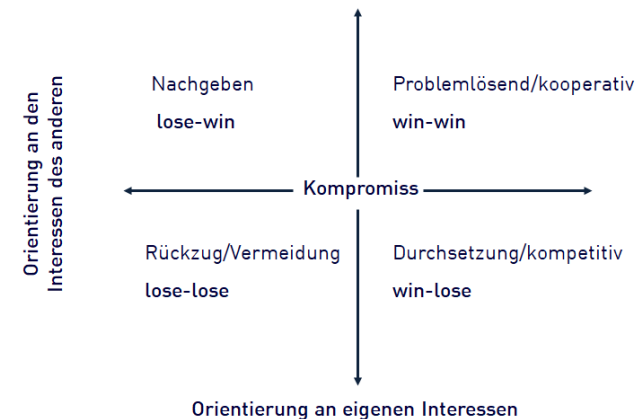 Orientierung an den
Interessen des anderen
Nachgeben
lose-win
Problemlösend/kooperativ
win-win
Kompromiss
Rückzug/Vermeidung
lose-lose
Durchsetzung/kompetitiv
win-lose
Orientierung an eigenen Interessen